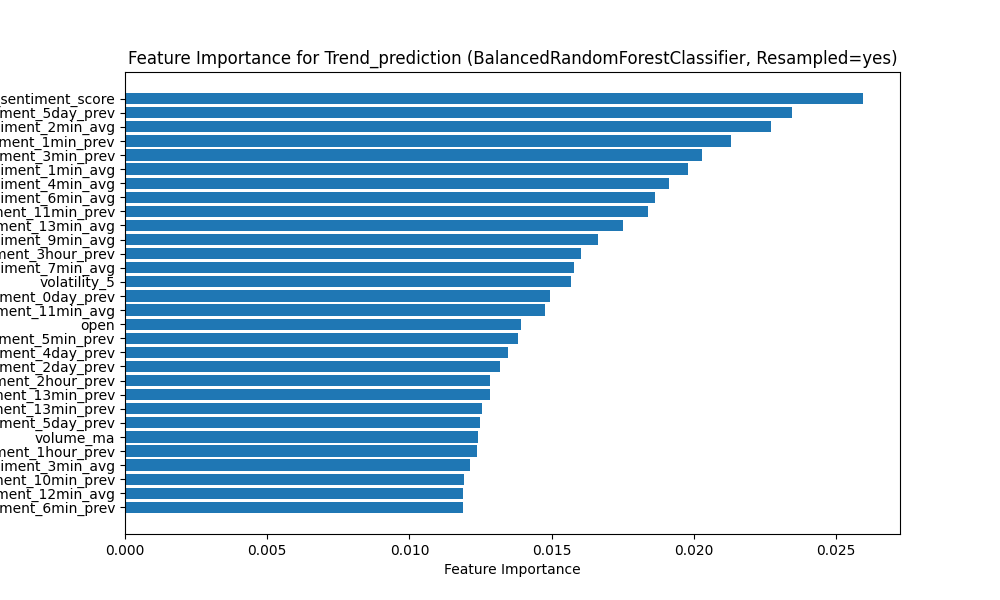 Feature Importance for Trend_prediction (BalancedRandomForestClassifier, Resampled=yes)
_sentiment_score
ment_5day_prev
iment_2min_avg
ment_1min_prev
ment_3min_prev
iment_1min_avg
iment_4min_avg
iment_6min_avg
ment_11min_prev
ment_13min_avg
iment_9min_avg
ment_3hour_prev
iment_7min_avg
volatility_5
ment_0day_prev
ment_11min_avg
open
ment_5min_prev
ment_4day_prev
ment_2day_prev
ment_2hour_prev
ment_13min_prev
ment_13min_prev
ment_5day_prev
volume_ma
ment_1hour_prev
iment_3min_avg
ment_10min_prev
ment_12min_avg
ment_6min_prev
0.000 0.005 0.010 0.015 0.020 0.025
Feature Importance